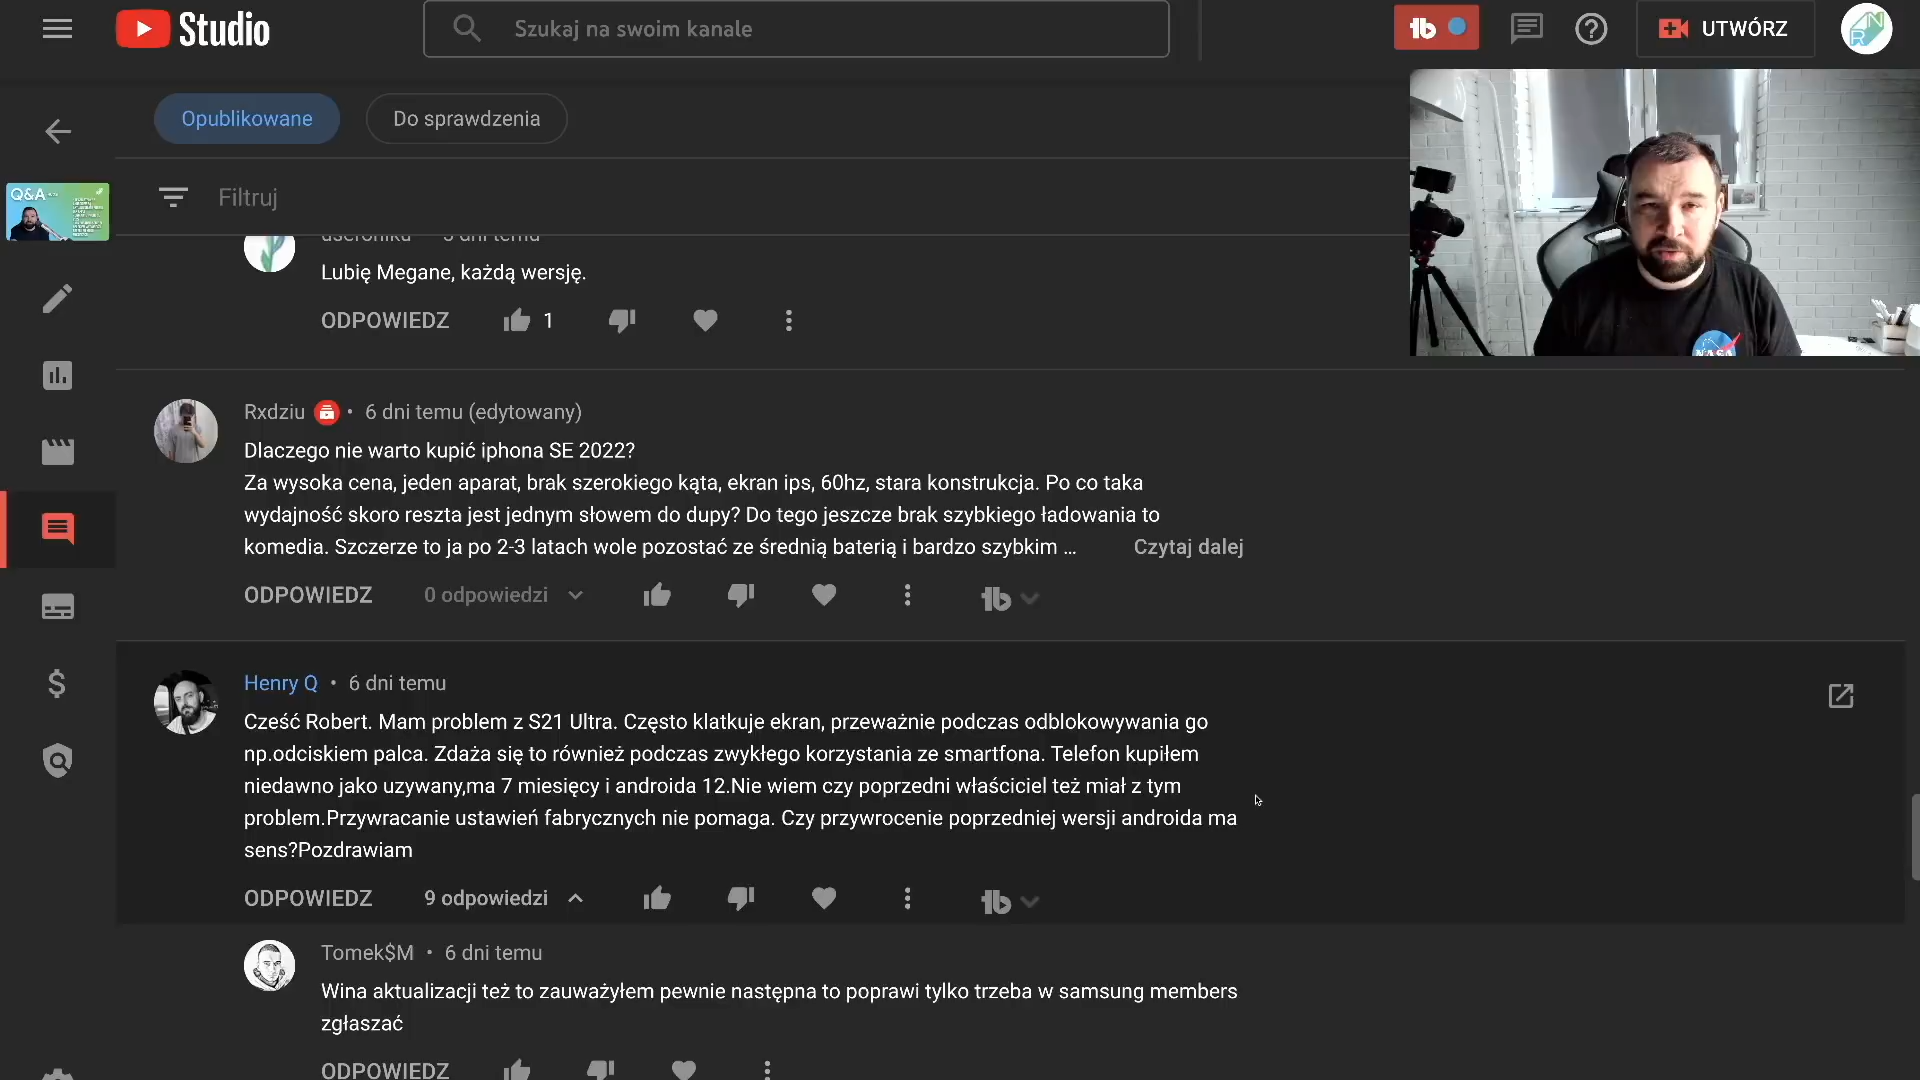 Studio
Szukaj na swoim kanale
UTWÓRZ
Opublikowane
Do sprawdzenia
Q&A
Filtruj
Lubię Megane, każdą wersję.
ODPOWIEDZ 1
Rxdziu • 6 dni temu (edytowany)
Dlaczego nie warto kupić iphona SE 2022?
Za wysoka cena, jeden aparat, brak szerokiego kąta, ekran ips, 60hz, stara konstrukcja. Po co taka
wydajność skoro reszta jest jednym słowem do dupy? Do tego jeszcze brak szybkiego ładowania to
komedia. Szczerze to ja po 2-3 latach wole pozostać ze średnią baterią i bardzo szybkim ... Czytaj dalej
ODPOWIEDZ 0 odpowiedzi
Henry Q • 6 dni temu
Cześć Robert. Mam problem z S21 Ultra. Często klatkuje ekran, przeważnie podczas odblokowywania go
np.odciskiem palca. Zdaża się to również podczas zwykłego korzystania ze smartfona. Telefon kupiłem
niedawno jako uzywany,ma 7 miesięcy i androida 12.Nie wiem czy poprzedni właściciel też miał z tym
problem.Przywracanie ustawień fabrycznych nie pomaga. Czy przywrocenie poprzedniej wersji androida ma
sens?Pozdrawiam
ODPOWIEDZ 9 odpowiedzi
Tomek$M • 6 dni temu
Wina aktualizacji też to zauważyłem pewnie następna to poprawi tylko trzeba w samsung members
zgłaszać
ODPOWIEDZ
NASA